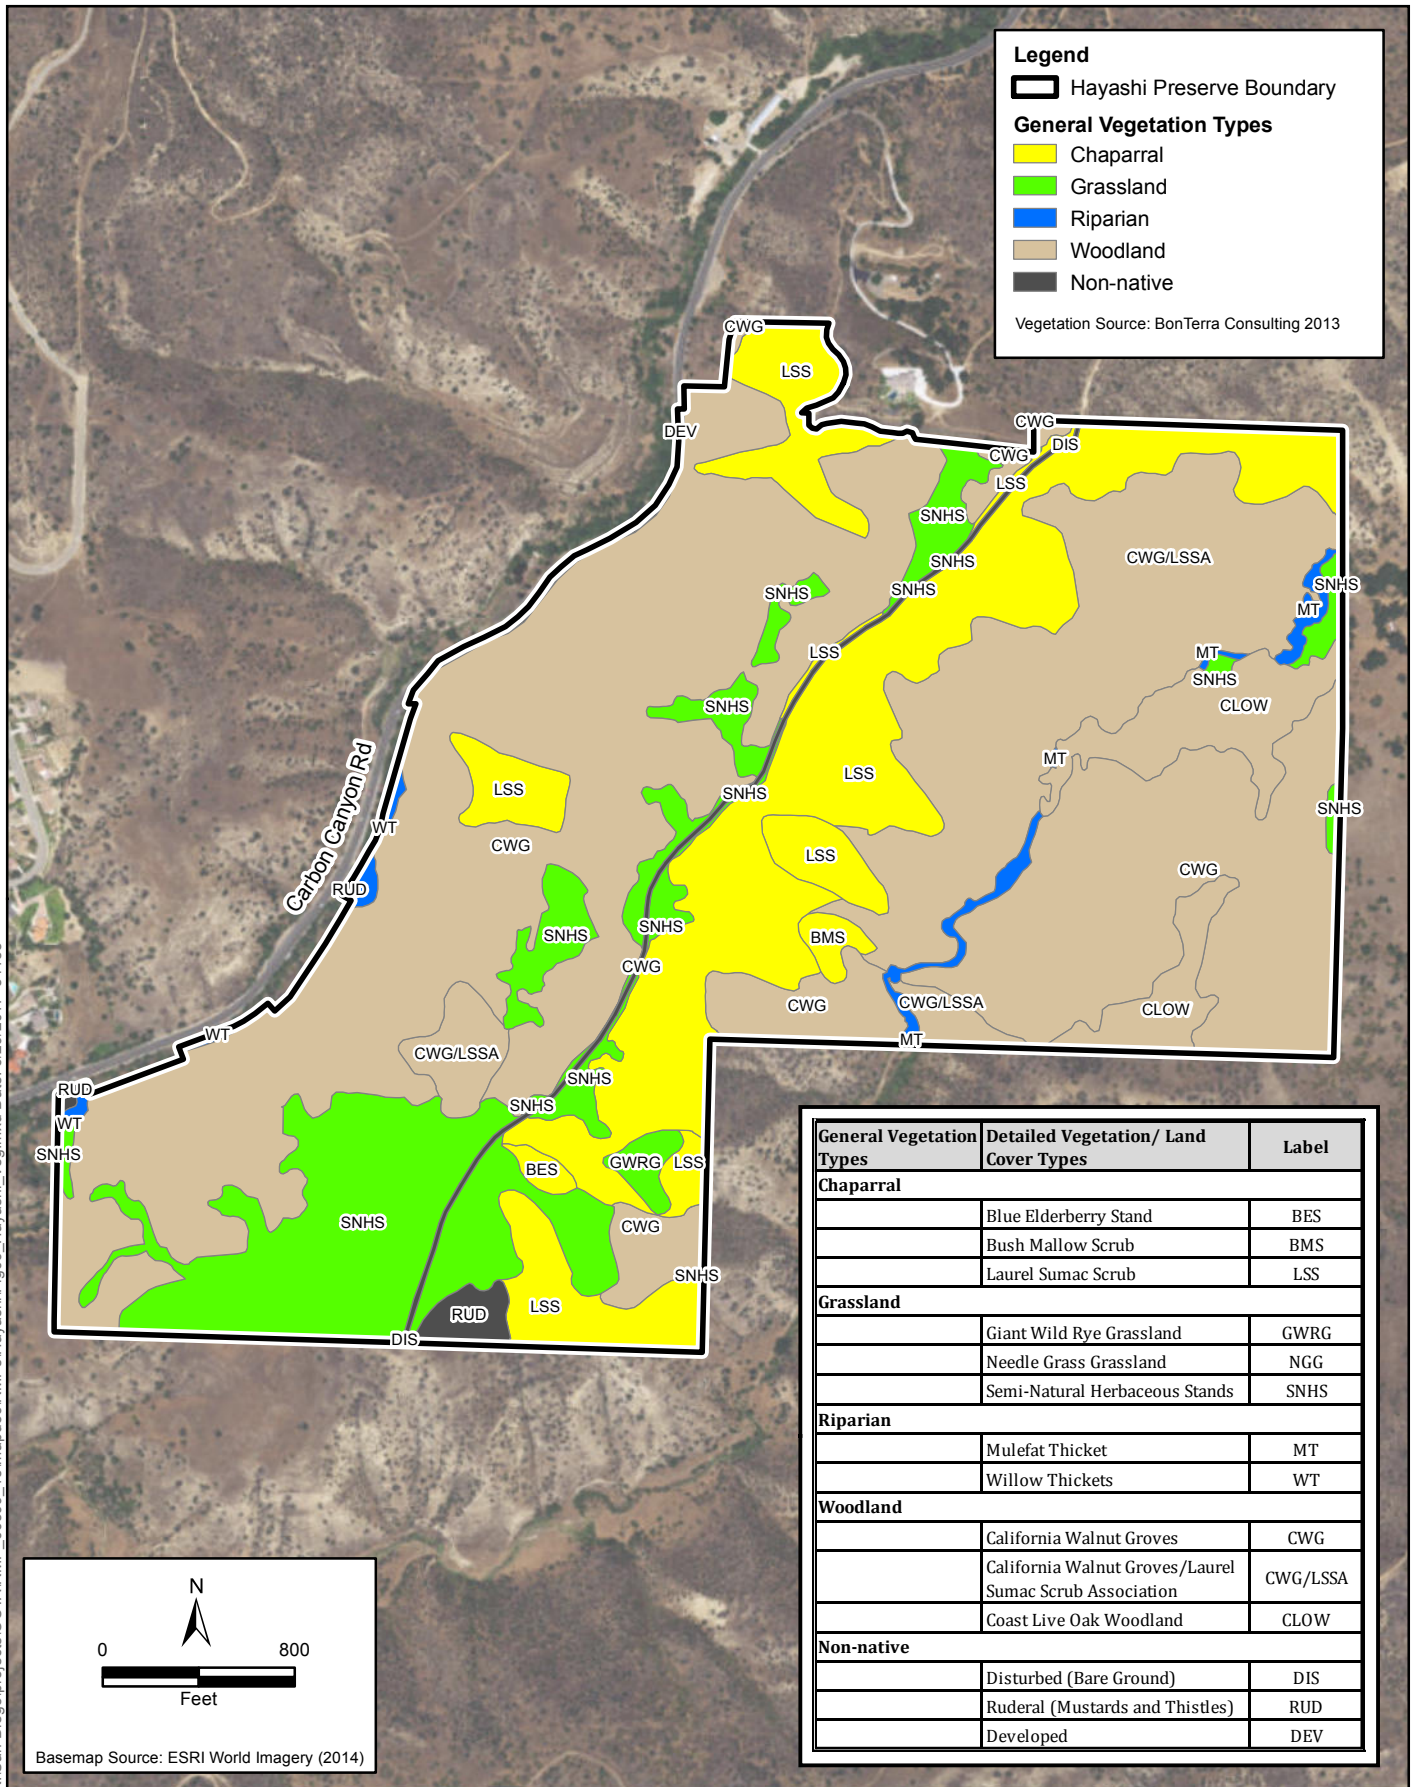 Legend
Hayashi Preserve Boundary
General Vegetation Types
Chaparral
Grassland
Riparian
Woodland
Non-native
Vegetation Source: BonTerra Consulting 2013
CWG
LSS
DEV
CWG
DIS
CWG
LSS
SNHS
SNHS
CWG/LSSA
SNHS
SNHS
SNHS
MT
LSS
MT
SNHS
SNHS
CLOW
MT
Carbon Canyon Rd
LSS
LSS
SNHS
SNHS
WT
CWG
LSS
CWG
RUD
SNHS
SNHS
BMS
CWG
CWG
CWG/LSSA
CLOW
WT
MT
CWG/LSSA
SNHS
RUD
SNHS
WT
SNHS
BES
GWRG
LSS
SNHS
CWG
SNHS
LSS
RUD
DIS
General Vegetation Types Detailed Vegetation/ Land Cover Types Label
Chaparral
Blue Elderberry Stand BES
Bush Mallow Scrub BMS
Laurel Sumac Scrub LSS
Grassland
Giant Wild Rye Grassland GWRG
Needle Grass Grassland NGG
Semi-Natural Herbaceous Stands SNHS
Riparian
Mulefat Thicket MT
Willow Thickets WT
Woodland
California Walnut Groves CWG
California Walnut Groves/Laurel Sumac Scrub Association CWG/LSSA
Coast Live Oak Woodland CLOW
Non-native
Disturbed (Bare Ground) DIS
Ruderal (Mustards and Thistles) RUD
Developed DEV
N
0 800
Feet
Basemap Source: ESRI World Imagery (2014)